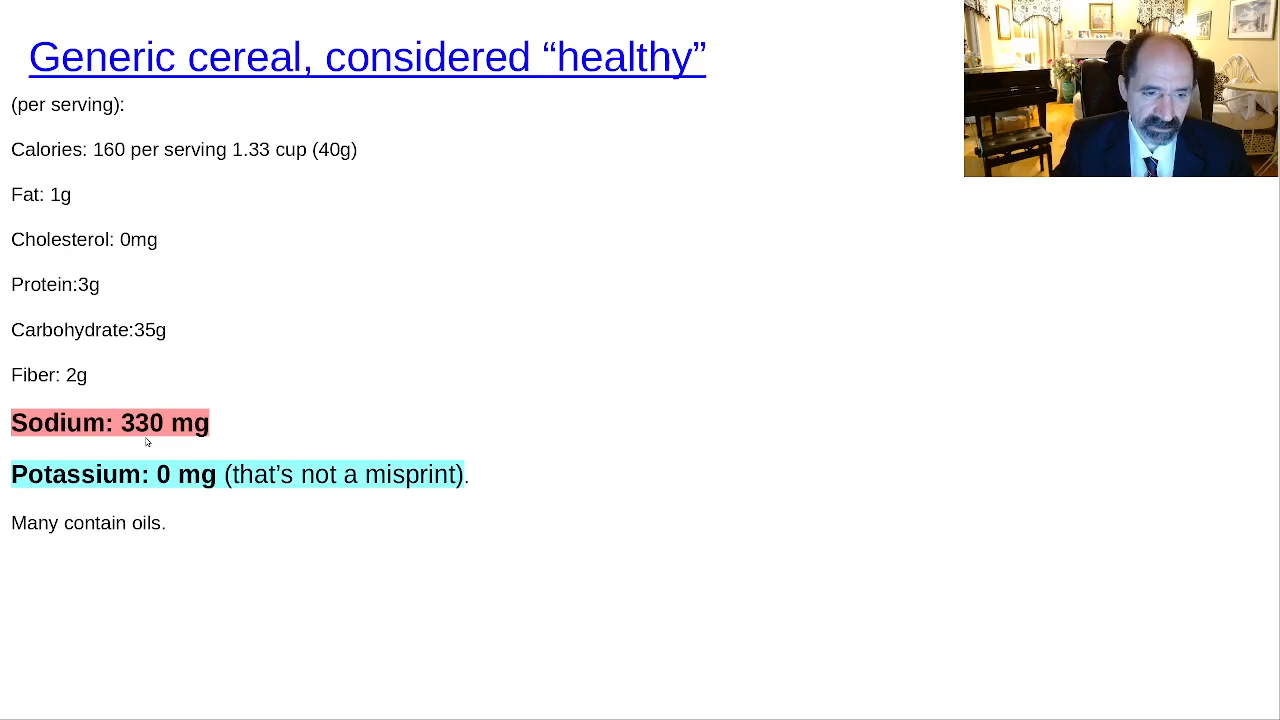 Generic cereal, considered “healthy”
(per serving):
Calories: 160 per serving 1.33 cup (40g)
Fat: 1g
Cholesterol: 0mg
Protein:3g
Carbohydrate:35g
Fiber: 2g
Sodium: 330 mg
Potassium: 0 mg (that’s not a misprint).
Many contain oils.